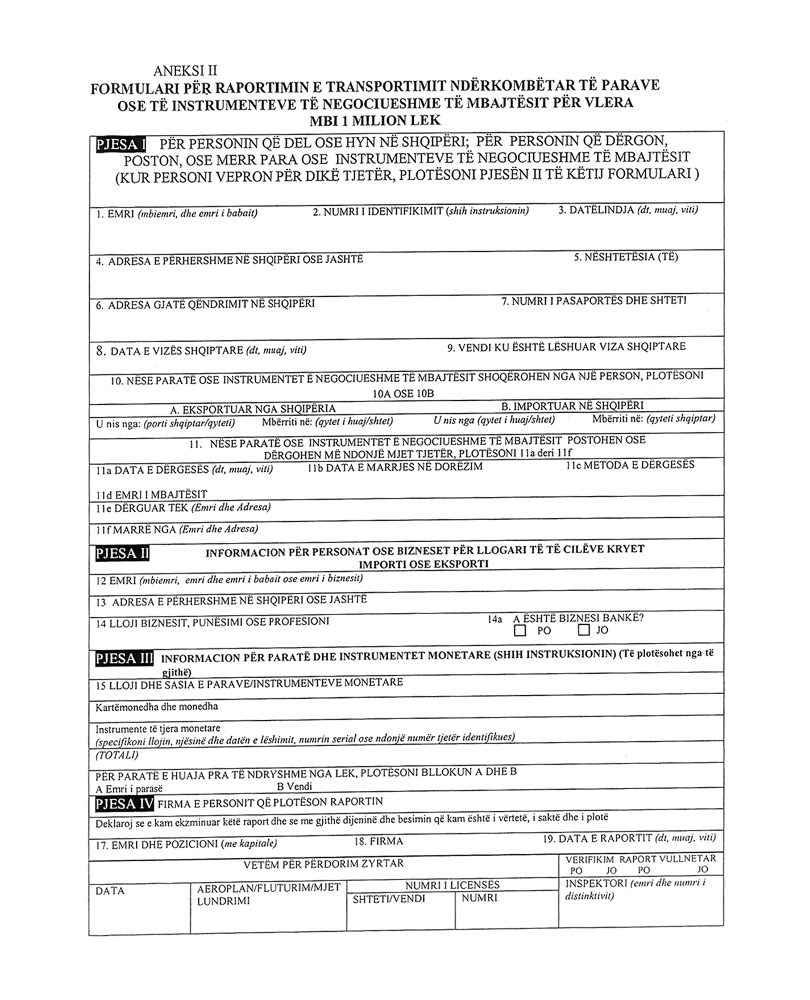 ANEKSI II
FORMULARI PËR RAPORTIMIN E TRANSPORTIMIT NDËRKOMBËTAR TË PARAVE
OSE TË INSTRUMENTEVE TË NEGOCIUESHME TË MBAJTËSIT PËR VLERA
MBI 1 MILION LEK
PJESA I PËR PERSONIN QË DEL OSE HYN NË SHQIPËRI; PËR PERSONIN QË DËRGON,
POSTON, OSE MERR PARA OSE INSTRUMENTEVE TË NEGOCIUESHME TË MBAJTËSIT
(KUR PERSONI VEPRON PËR DIKË TJETËR, PLOTËSONI PJESËN II TË KËTIJ FORMULARI )
1. EMRI (mbiemri, dhe emri i babait) 2. NUMRI I IDENTIFIKIMIT (shih instruksionin) 3. DATËLINDJA (dt, muaj, viti)
4. ADRESA E PËRHERSHME NË SHQIPËRI OSE JASHTË 5. NËSHTETËSIA (TË)
6. ADRESA GJATË QËNDRIMIT NË SHQIPËRI 7. NUMRI I PASAPORTËS DHE SHTETI
8. DATA E VIZËS SHQIPTARE (dt, muaj, viti) 9. VENDI KU ËSHTË LËSHUAR VIZA SHQIPTARE
10. NËSE PARATË OSE INSTRUMENTET Ë NEGOCIUESHME TË MBAJTËSIT SHOQËROHEN NGA NJË PERSON, PLOTËSONI
10A OSE 10B
A. EKSPORTUAR NGA SHQIPËRIA B. IMPORTUAR NË SHQIPËRI
U nis nga: (porti shqiptar/qyteti) Mbërriti në: (qytet i huaj/shtet) U nis nga (qytet i huaj/shtet) Mbërriti në: (qyteti shqiptar)
11. NËSE PARATË OSE INSTRUMENTET Ë NEGOCIUESHME TË MBAJTËSIT POSTOHEN OSE
DËRGOHEN MË NDONJË MJET TJETËR, PLOTËSONI 11a deri 11f
11a DATA E DËRGESËS (dt, muaj, viti) 11b DATA E MARRJES NË DORËZIM 11c METODA E DËRGESËS
11d EMRI I MBAJTËSIT
11e DËRGUAR TEK (Emri dhe Adresa)
11f MARRË NGA (Emri dhe Adresa)
PJESA II INFORMACION PËR PERSONAT OSE BIZNESET PËR LLOGARI TË TË CILËVE KRYET
IMPORTI OSE EKSPORTI
12 EMRI (mbiemri, emri dhe emri i babait ose emri i biznesit)
13 ADRESA E PËRHERSHME NË SHQIPËRI OSE JASHTË
14 LLOJI BIZNESIT, PUNËSIMI OSE PROFESIONI 14a A ËSHTË BIZNESI BANKË?
PO JO
PJESA III INFORMACION PËR PARATË DHE INSTRUMENTET MONETARE (SHIH INSTRUKSIONIN) (Të plotësohet nga të
gjithë)
15 LLOJI DHE SASIA E PARAVE/INSTRUMENTEVE MONETARE
Kartëmonedha dhe monedha
Instrumente të tjera monetare
(specifikoni llojin, njësinë dhe datën e lëshimit, numrin serial ose ndonjë numër tjetër identifikues)
(TOTALI)
PËR PARATË E HUAJA PRA TË NDRYSHME NGA LEK, PLOTËSONI BLLOKUN A DHE B
A Emri i parasë B Vendi
PJESA IV FIRMA E PERSONIT QË PLOTËSON RAPORTIN
Deklaroj se e kam ekzminuar këtë raport dhe se me gjithë dijeninë dhe besimin që kam është i vërtetë, i saktë dhe i plotë
17. EMRI DHE POZICIONI (me kapitale) 18. FIRMA 19. DATA E RAPORTIT (dt, muaj, viti)
VETËM PËR PËRDORIM ZYRTAR VERIFIKIM RAPORT VULLNETAR
PO JO PO JO
DATA AEROPLAN/FLUTURIM/MJET NUMRI I LICENSËS INSPEKTORI (emri dhe numri i
LUNDRIMI SHTETI/VENDI NUMRI distinktivit)